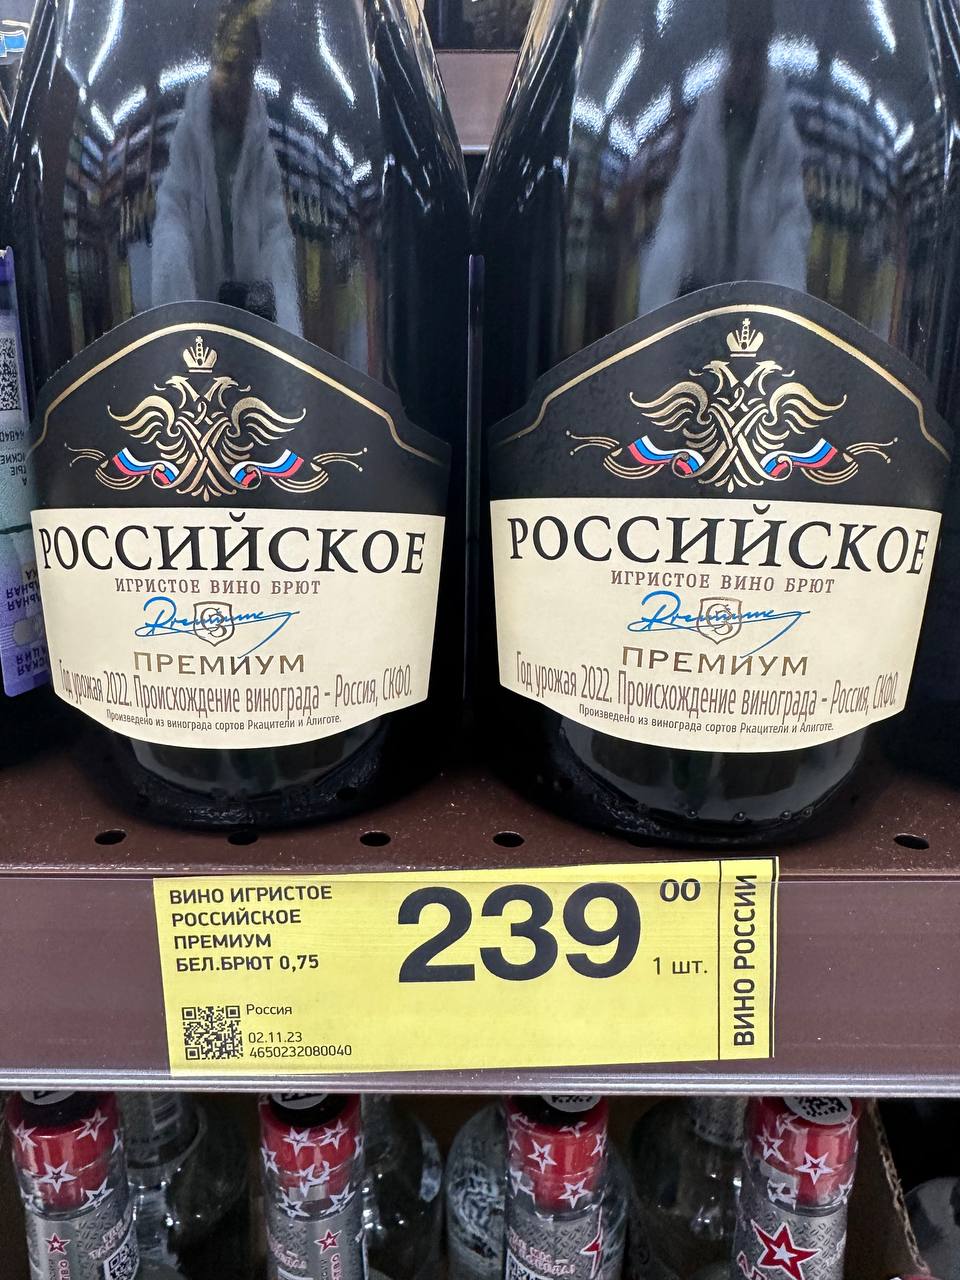 РОССИЙСКОЕ
ИГРИСТОЕ ВИНО БРЮТ
Premium
ПРЕМИУМ
Год урожая 2022. Происхождение винограда – Россия, СКФО.
Произведено из винограда сортов Ркацители и Алиготе.
РОССИЙСКОЕ
ИГРИСТОЕ ВИНО БРЮТ
Premium
ПРЕМИУМ
Год урожая 2022. Происхождение винограда – Россия, СКФО.
Произведено из винограда сортов Ркацители и Алиготе.
ВИНО ИГРИСТОЕ
РОССИЙСКОЕ
ПРЕМИУМ
БЕЛ.БРЮТ 0,75
239 00
1 шт.
ВИНО РОССИИ
Россия
02.11.23
4650232080040